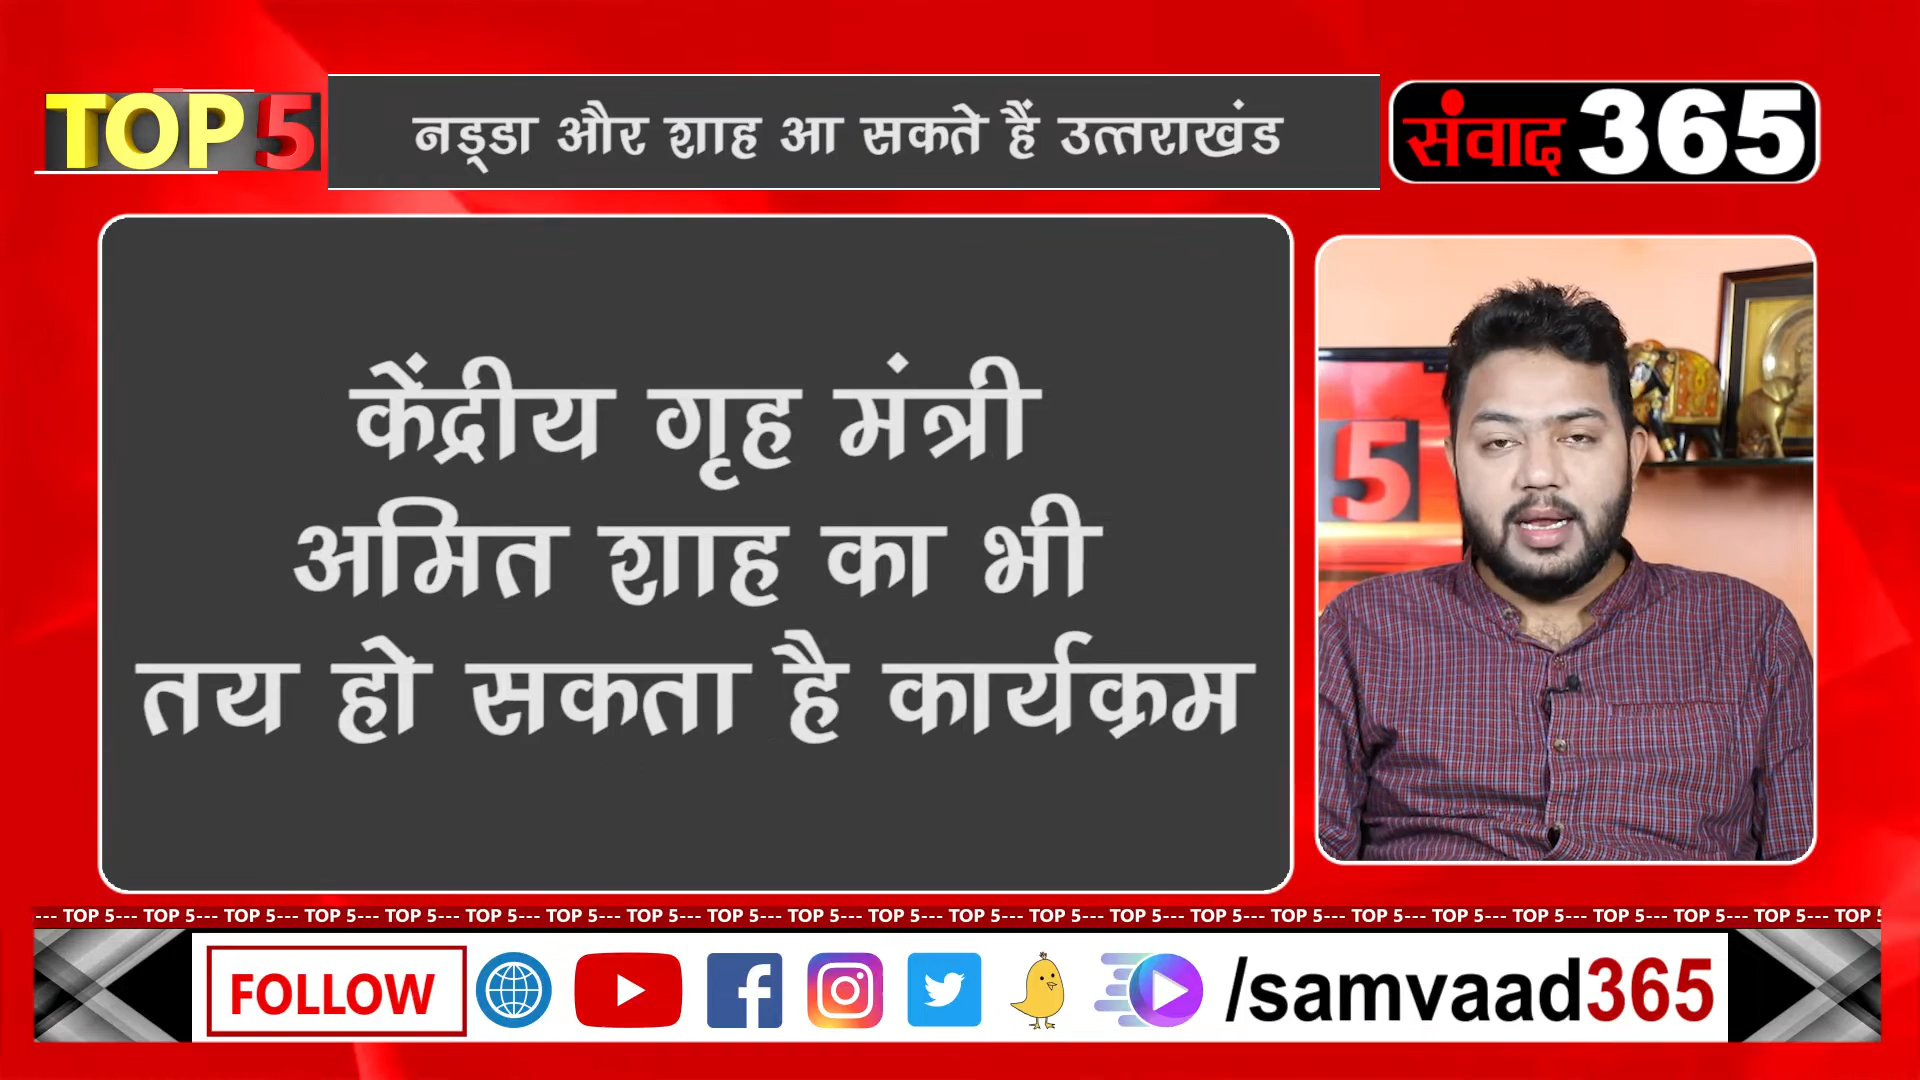 TOP 5
नड्डा और शाह आ सकते हैं उत्तराखंड
संवाद 365
केंद्रीय गृह मंत्री
अमित शाह का भी
तय हो सकता है कार्यक्रम
5
--- TOP 5--- TOP 5--- TOP 5--- TOP 5--- TOP 5--- TOP 5--- TOP 5--- TOP 5--- TOP 5--- TOP 5--- TOP 5--- TOP 5--- TOP 5--- TOP 5--- TOP 5--- TOP 5--- TOP 5--- TOP 5--- TOP 5--- TOP 5--- TOP 5--- TOP 5--- TOP 5
FOLLOW /samvaad365